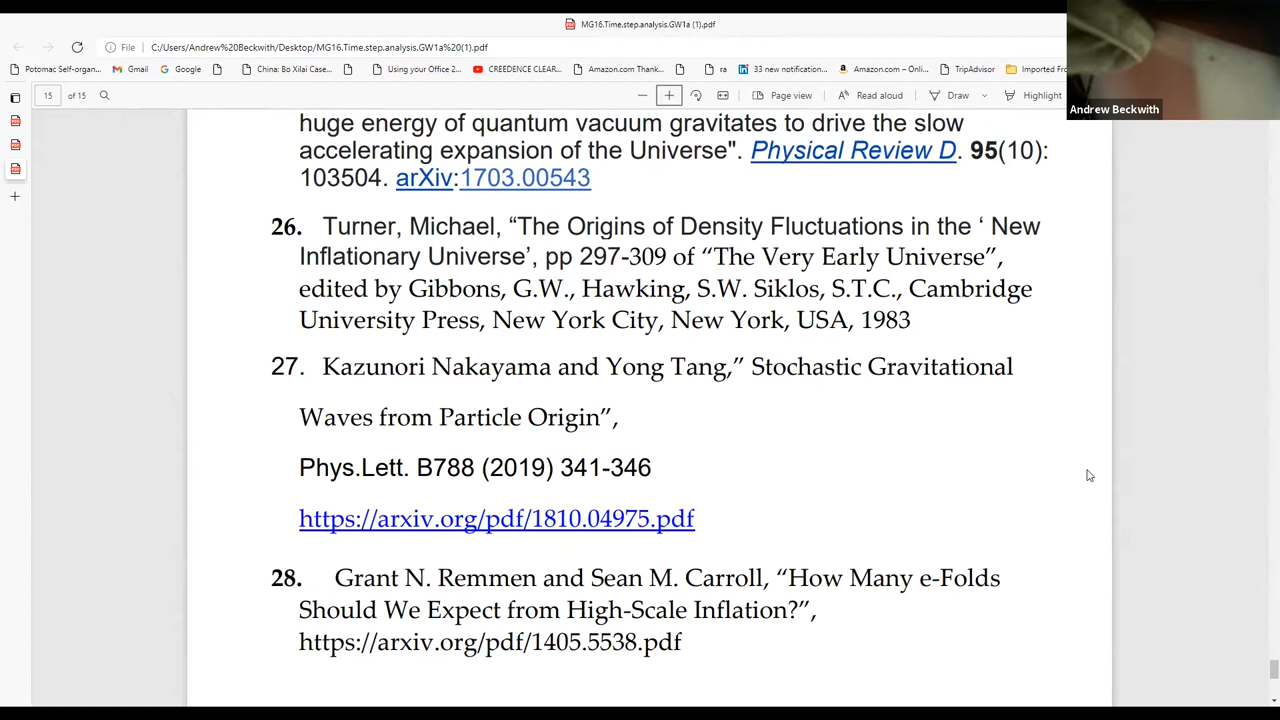 MG16.Time.step.analysis.GW1a (1).pdf
File C:/Users/Andrew%20Beckwith/Desktop/MG16.Time.step.analysis.GW1a%20(1).pdf
Potomac Self-organ... Gmail Google China: Bo Xilai Case... Using your Office 2... CREEDENCE CLEAR... Amazon.com Thank... ra 33 new notification... Amazon.com – Onli... TripAdvisor Imported From
15 of 15 Page view Read aloud Draw Highlight
Andrew Beckwith
huge energy of quantum vacuum gravitates to drive the slow
accelerating expansion of the Universe". Physical Review D. 95(10):
103504. arXiv:1703.00543
26. Turner, Michael, “The Origins of Density Fluctuations in the ‘ New
Inflationary Universe’, pp 297-309 of “The Very Early Universe”,
edited by Gibbons, G.W., Hawking, S.W. Siklos, S.T.C., Cambridge
University Press, New York City, New York, USA, 1983
27. Kazunori Nakayama and Yong Tang,” Stochastic Gravitational
Waves from Particle Origin”,
Phys.Lett. B788 (2019) 341-346
https://arxiv.org/pdf/1810.04975.pdf
28. Grant N. Remmen and Sean M. Carroll, “How Many e-Folds
Should We Expect from High-Scale Inflation?”,
https://arxiv.org/pdf/1405.5538.pdf